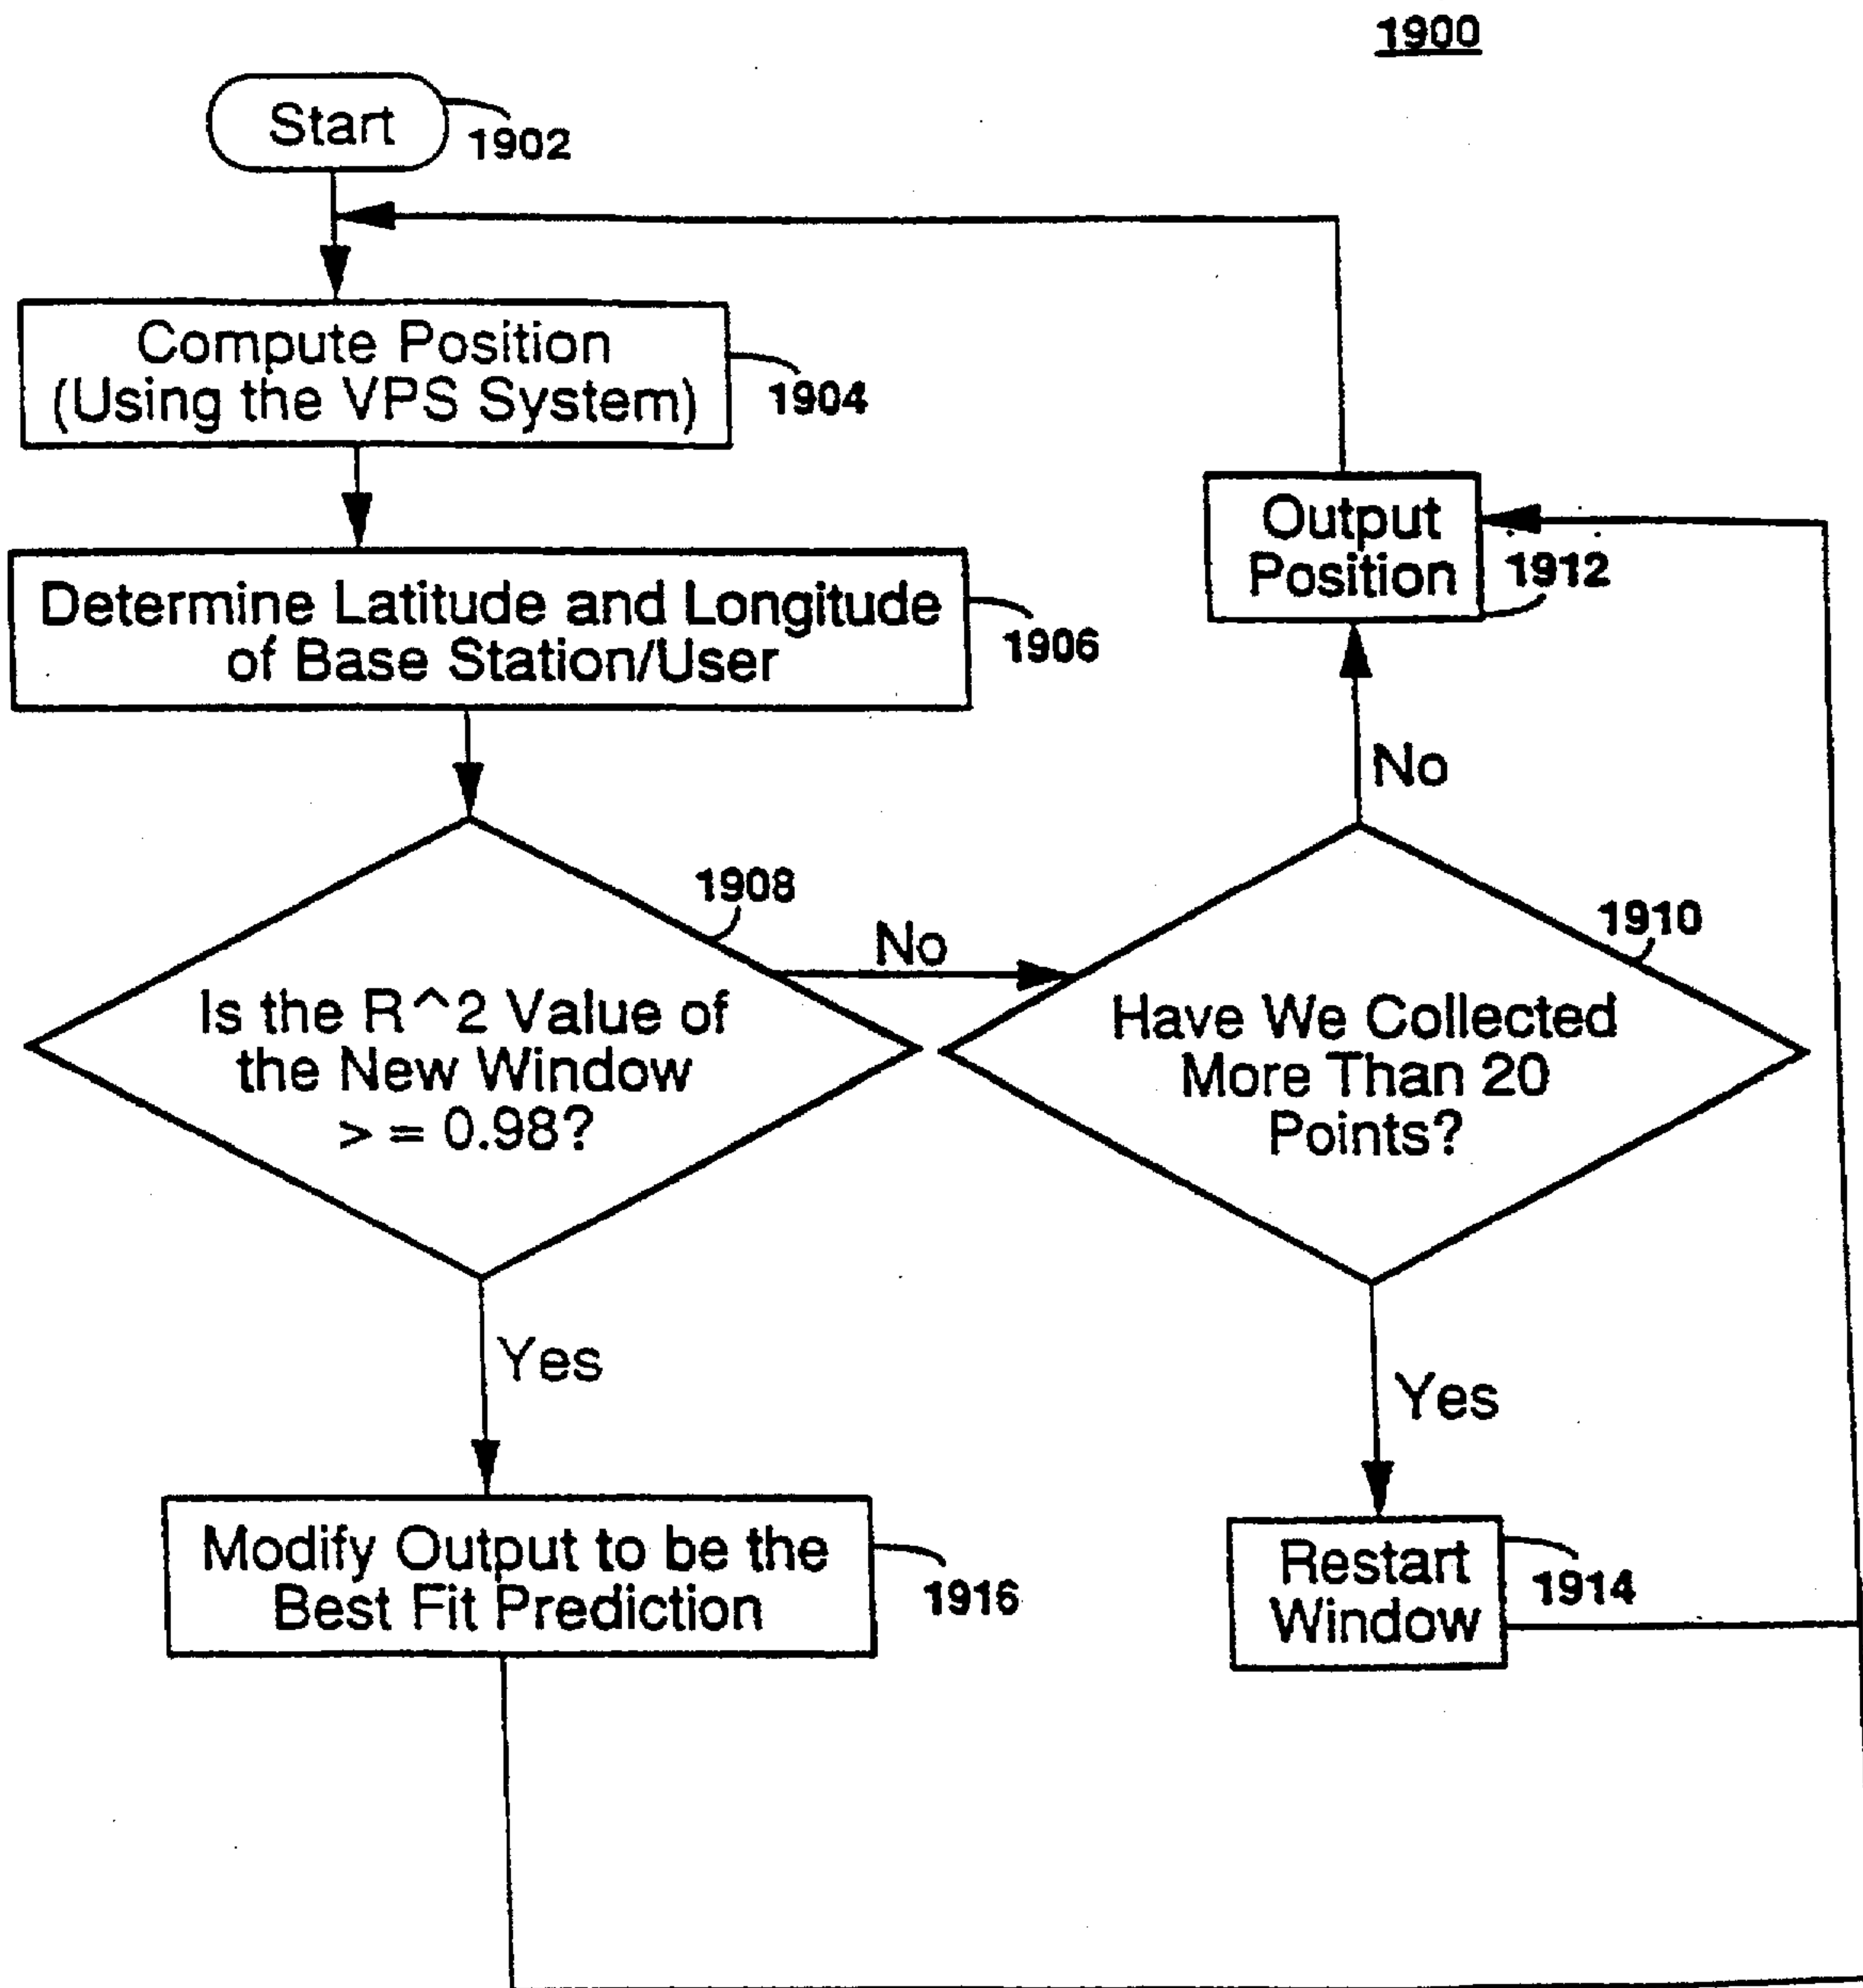 1900
Start
1902
Compute Position
(Using the VPS System)
1904
Determine Latitude and Longitude
of Base Station/User
1906
Output
Position
1912
No
1908
Is the R^2 Value of
the New Window
> = 0.98?
No
1910
Have We Collected
More Than 20
Points?
Yes
Yes
Modify Output to be the
Best Fit Prediction
1916
Restart
Window
1914